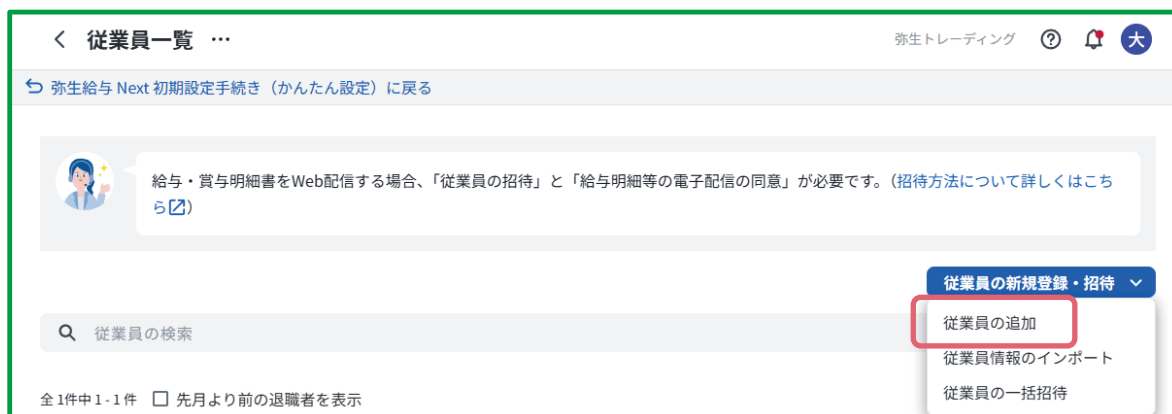 従業員一覧 …
弥生トレーディング
大
弥生給与 Next 初期設定手続き（かんたん設定）に戻る
給与・賞与明細書をWeb配信する場合、「従業員の招待」と「給与明細等の電子配信の同意」が必要です。（招待方法について詳しくはこち
ら）
従業員の新規登録・招待
従業員の検索
従業員の追加
従業員情報のインポート
従業員の一括招待
全1件中 1 - 1 件
先月より前の退職者を表示